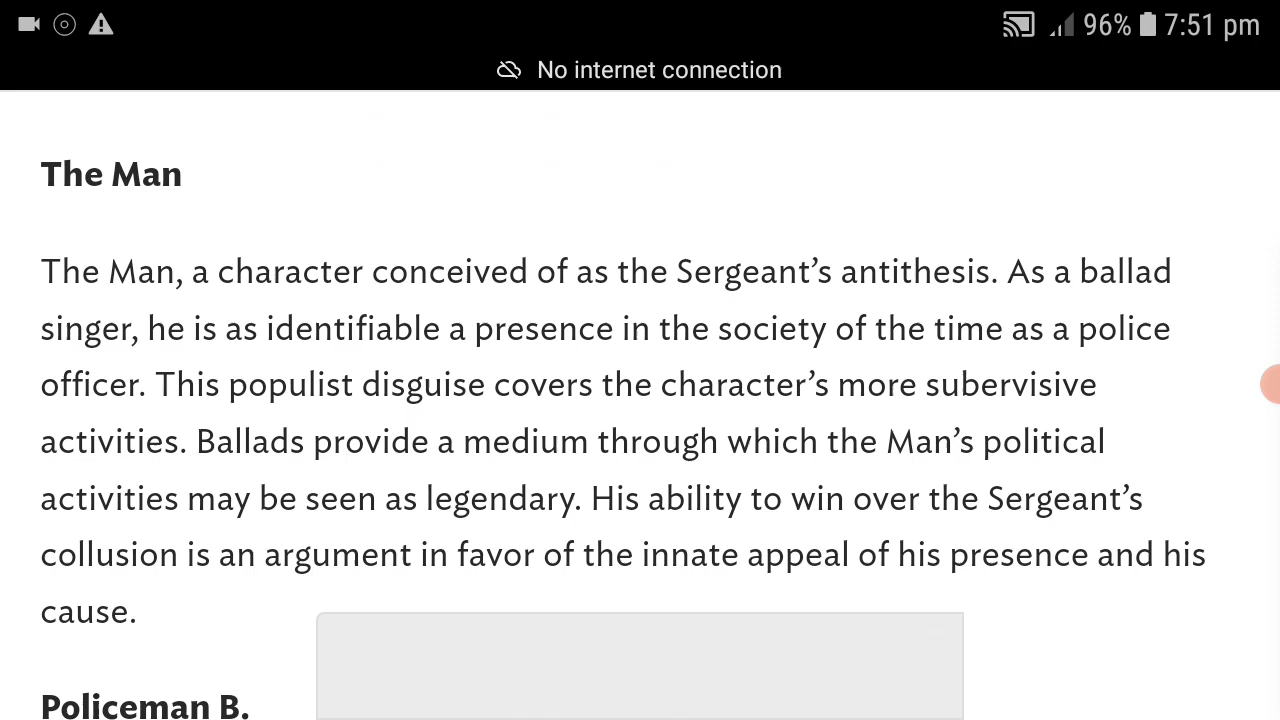 96% 7:51 pm
No internet connection
The Man
The Man, a character conceived of as the Sergeant’s antithesis. As a ballad
singer, he is as identifiable a presence in the society of the time as a police
officer. This populist disguise covers the character’s more subervisive
activities. Ballads provide a medium through which the Man’s political
activities may be seen as legendary. His ability to win over the Sergeant’s
collusion is an argument in favor of the innate appeal of his presence and his
cause.
Policeman B.